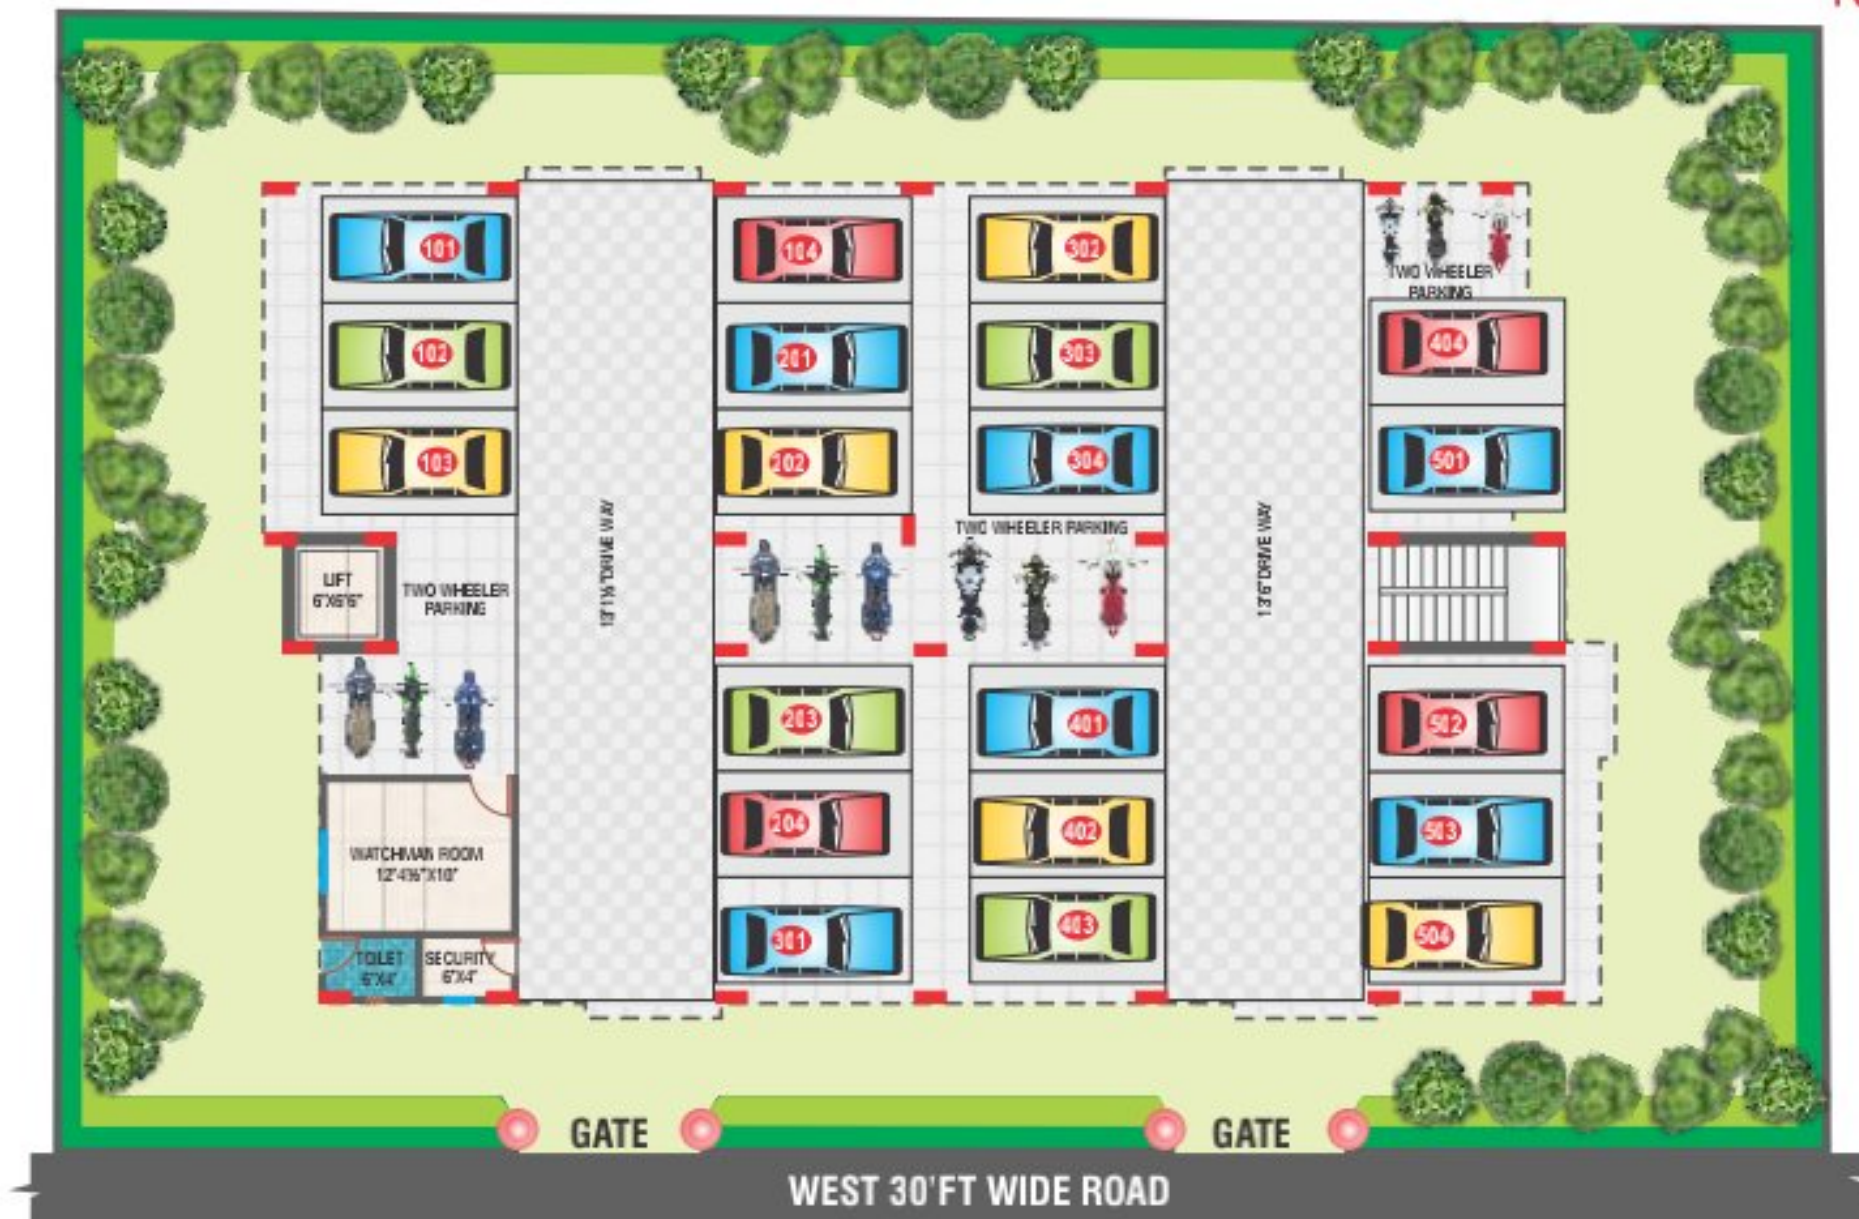 101
104
302
TWO WHEELER
PARKING
102
201
303
404
103
202
304
501
TWO WHEELER PARKING
LIFT
6'X6'6"
TWO WHEELER
PARKING
13'1½"DRIVE WAY
13'6"DRIVE WAY
203
401
502
204
402
503
WATCHMAN ROOM
12'4½"X10'
301
403
504
TOILET
6'X4'
SECURITY
6'X4'
GATE
GATE
WEST 30'FT WIDE ROAD